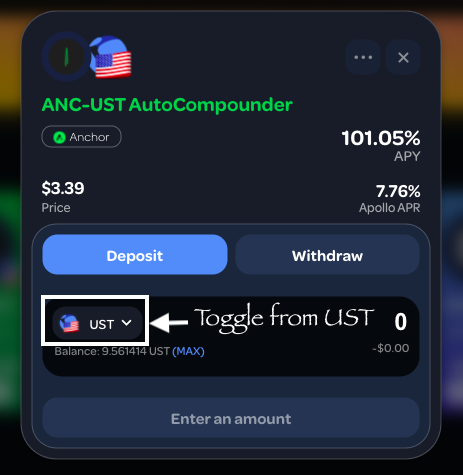 ANC-UST AutoCompounder
Anchor
101.05%
APY
$3.39
Price
7.76%
Apollo APR
Deposit
Withdraw
UST
Toggle from UST
0
Balance: 9.561414 UST (MAX)
~$0.00
Enter an amount